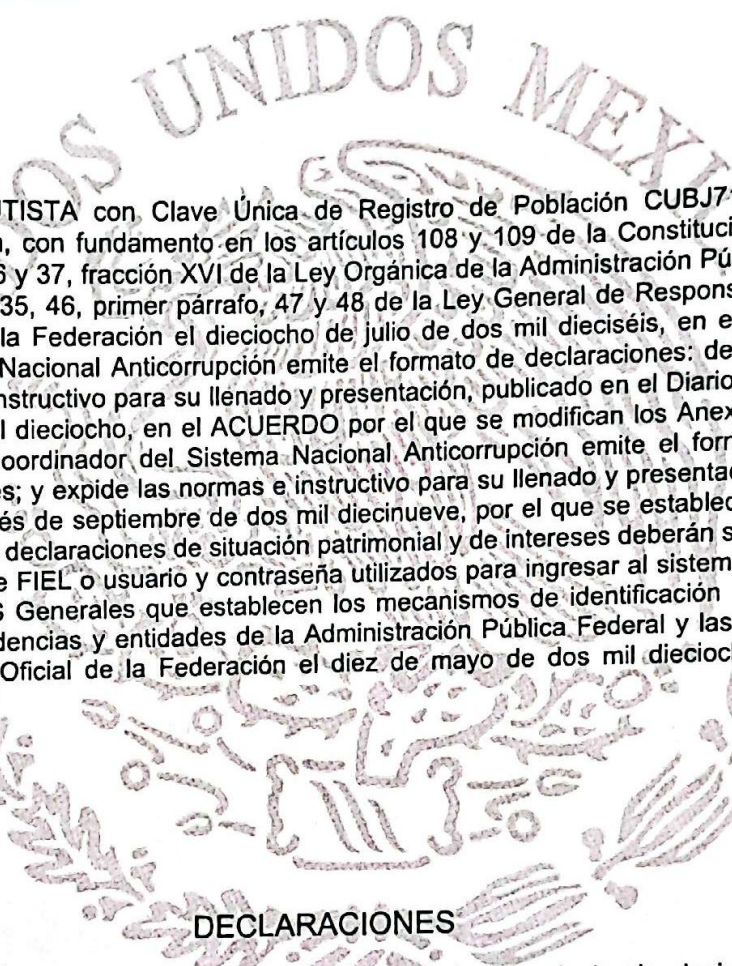 OS UNIDOS MEXI
UTISTA con Clave Única de Registro de Población CUBJ7
, con fundamento en los artículos 108 y 109 de la Constituci
6 y 37, fracción XVI de la Ley Orgánica de la Administración Pú
35, 46, primer párrafo, 47 y 48 de la Ley General de Respons
la Federación el dieciocho de julio de dos mil dieciséis, en e
Nacional Anticorrupción emite el formato de declaraciones: de
nstructivo para su llenado y presentación, publicado en el Diario
l dieciocho, en el ACUERDO por el que se modifican los Anex
oordinador del Sistema Nacional Anticorrupción emite el forr
es; y expide las normas e instructivo para su llenado y presentac
és de septiembre de dos mil diecinueve, por el que se establec
declaraciones de situación patrimonial y de intereses deberán s
e FIEL o usuario y contraseña utilizados para ingresar al sistem
S Generales que establecen los mecanismos de identificación
dencias y entidades de la Administración Pública Federal y las
Oficial de la Federación el diez de mayo de dos mil dieciocl
DECLARACIONES